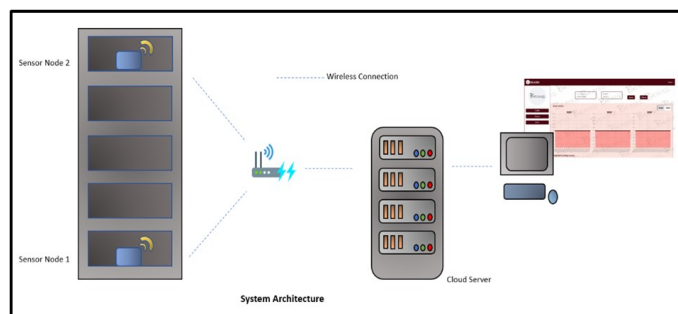 Sensor Node 2
Wireless Connection
Sensor Node 1
Cloud Server
System Architecture